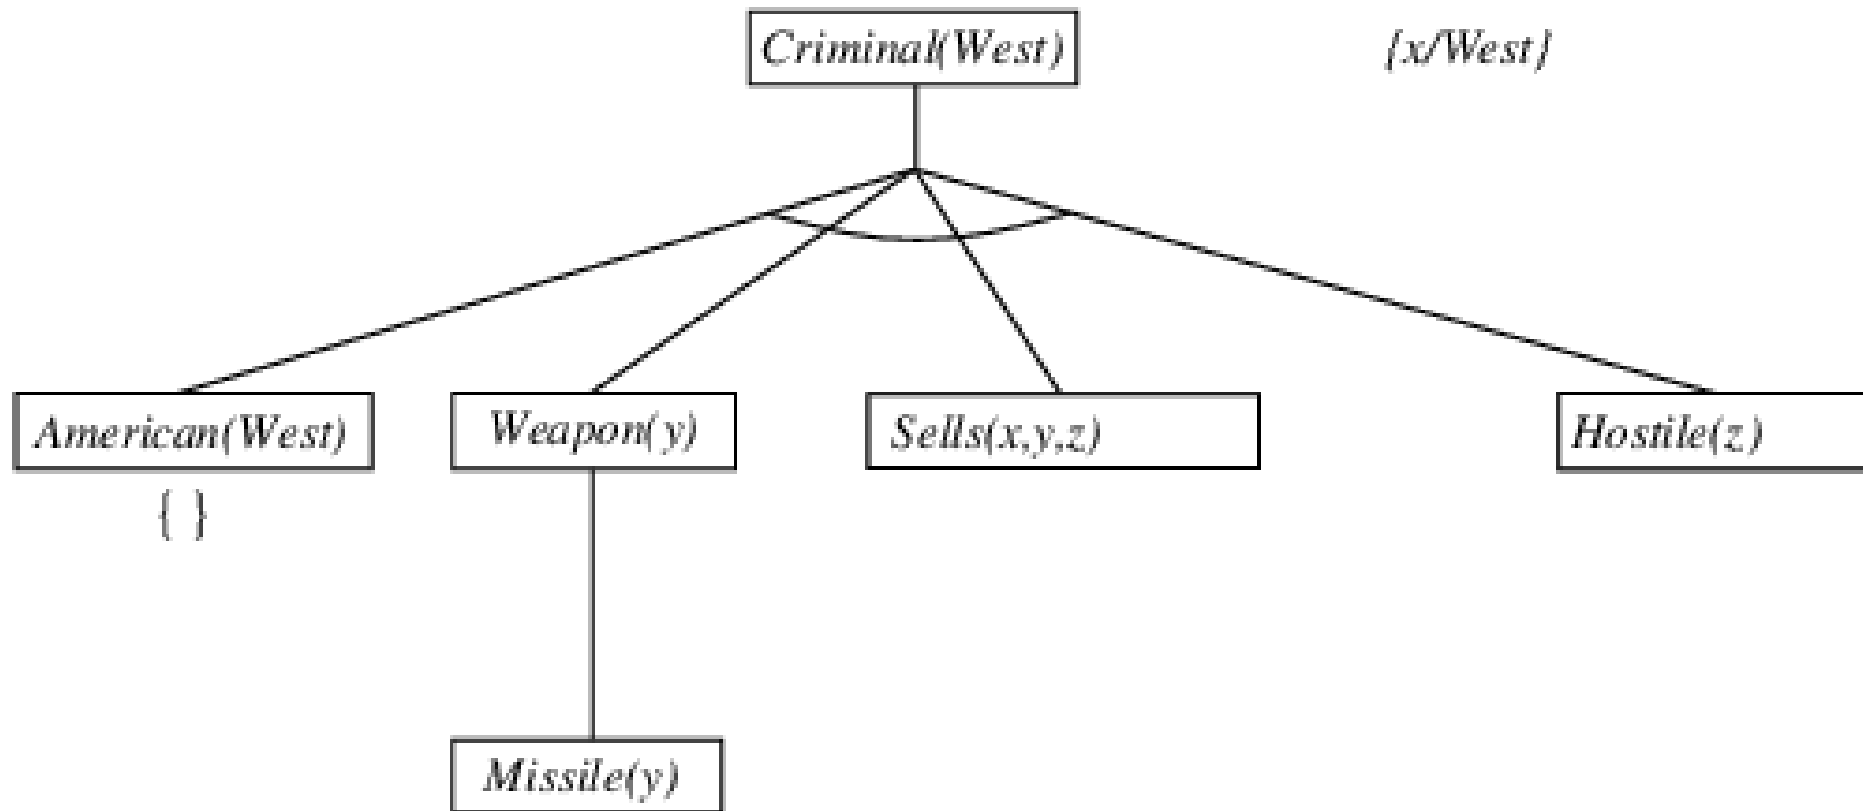 Criminal(West)
{x/West}
American(West)
Weapon(y)
Sells(x,y,z)
Hostile(z)
{ }
Missile(y)